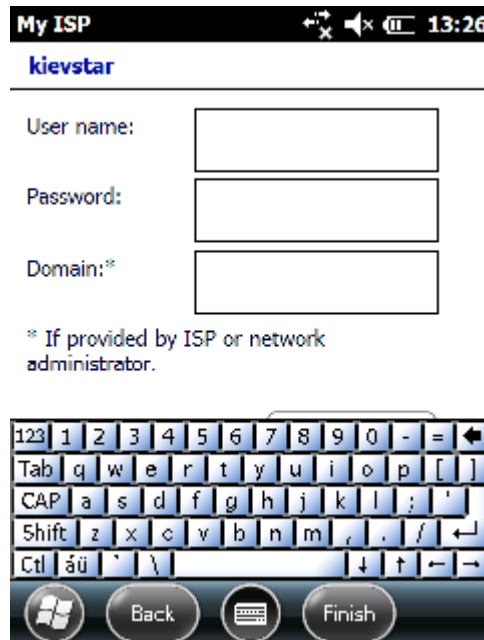 My ISP 13:26
kievstar
User name:
Password:
Domain:*
* If provided by ISP or network
administrator.
123 1 2 3 4 5 6 7 8 9 0 - =
Tab q w e r t y u i o p [ ]
CAP a s d f g h j k l ; '
Shift z x c v b n m , . /
Ctl áü ` \
Back Finish